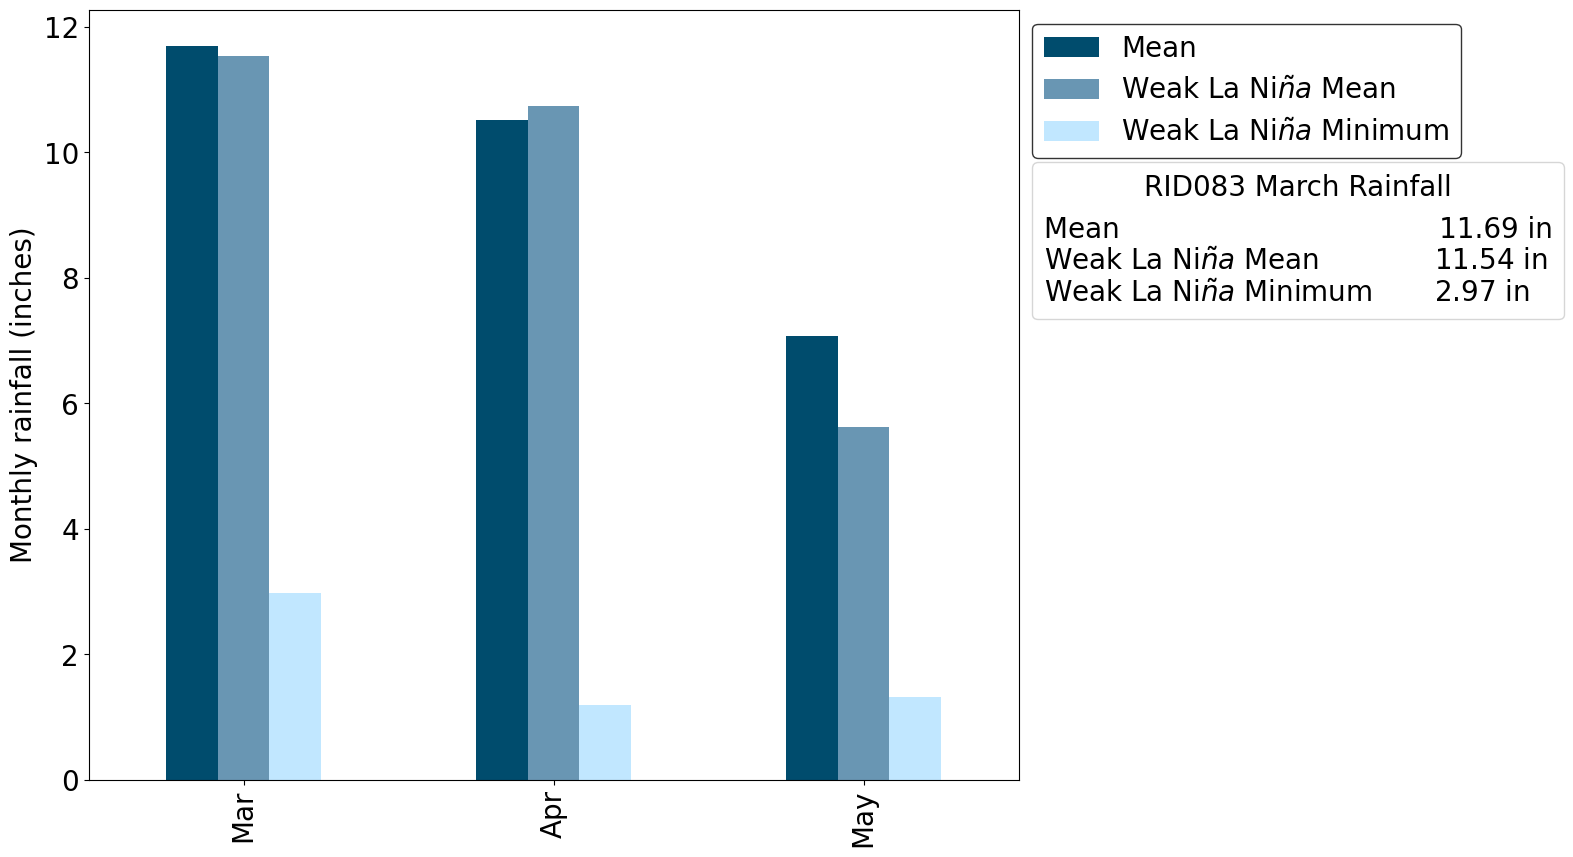 12
10
8
6
4
2
0
Monthly rainfall (inches)
Mar
Apr
May
Mean
Weak La Niña Mean
Weak La Niña Minimum
RID083 March Rainfall
Mean 11.69 in
Weak La Niña Mean 11.54 in
Weak La Niña Minimum 2.97 in